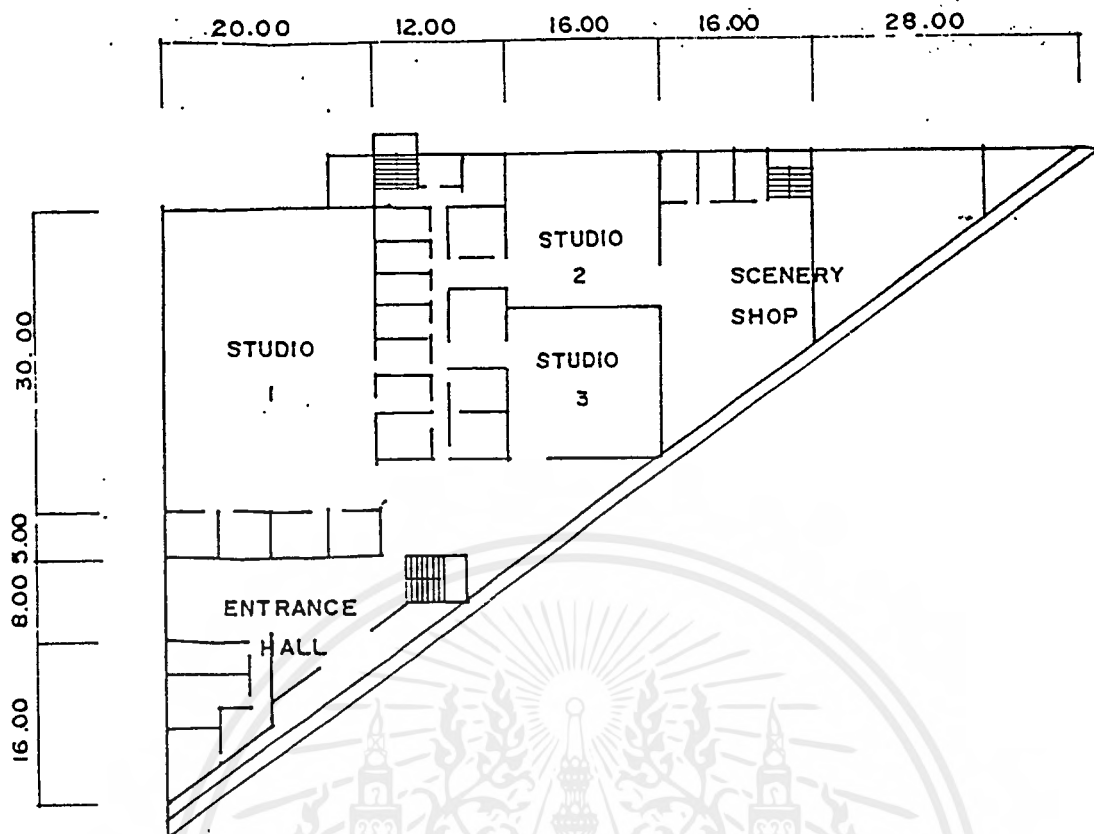 20.00 12.00 16.00 16.00 28.00
STUDIO
2
SCENERY
SHOP
30.00
STUDIO
1
STUDIO
3
5.00
8.00
ENTRANCE
HALL
16.00